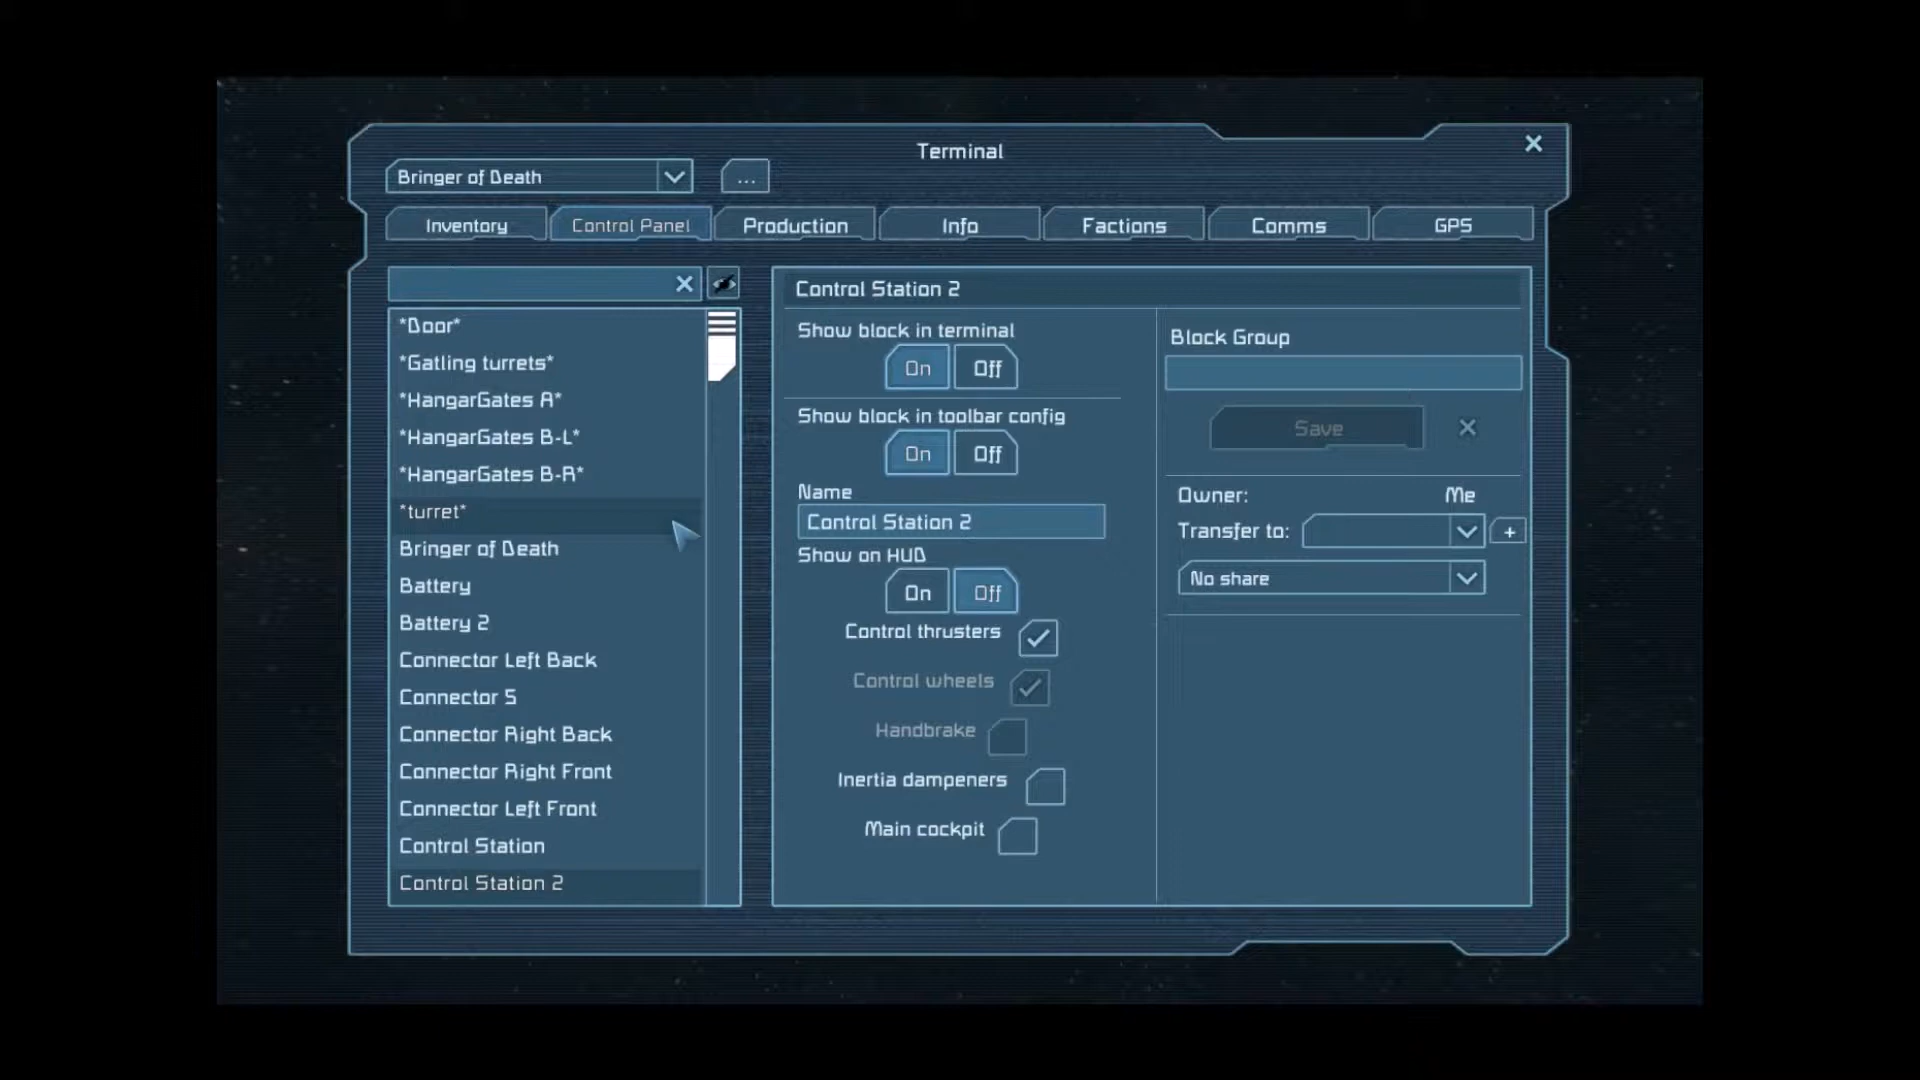 Terminal
Bringer of Death
...
Inventory
Control Panel
Production
Info
Factions
Comms
GPS
*Door*
*Gatling turrets*
*HangarGates A*
*HangarGates B-L*
*HangarGates B-R*
*turret*
Bringer of Death
Battery
Battery 2
Connector Left Back
Connector 5
Connector Right Back
Connector Right Front
Connector Left Front
Control Station
Control Station 2
Control Station 2
Show block in terminal
On Off
Show block in toolbar config
On Off
Name
Control Station 2
Show on HUD
On Off
Control thrusters
Control wheels
Handbrake
Inertia dampeners
Main cockpit
Block Group
Save
Owner: Me
Transfer to:
No share